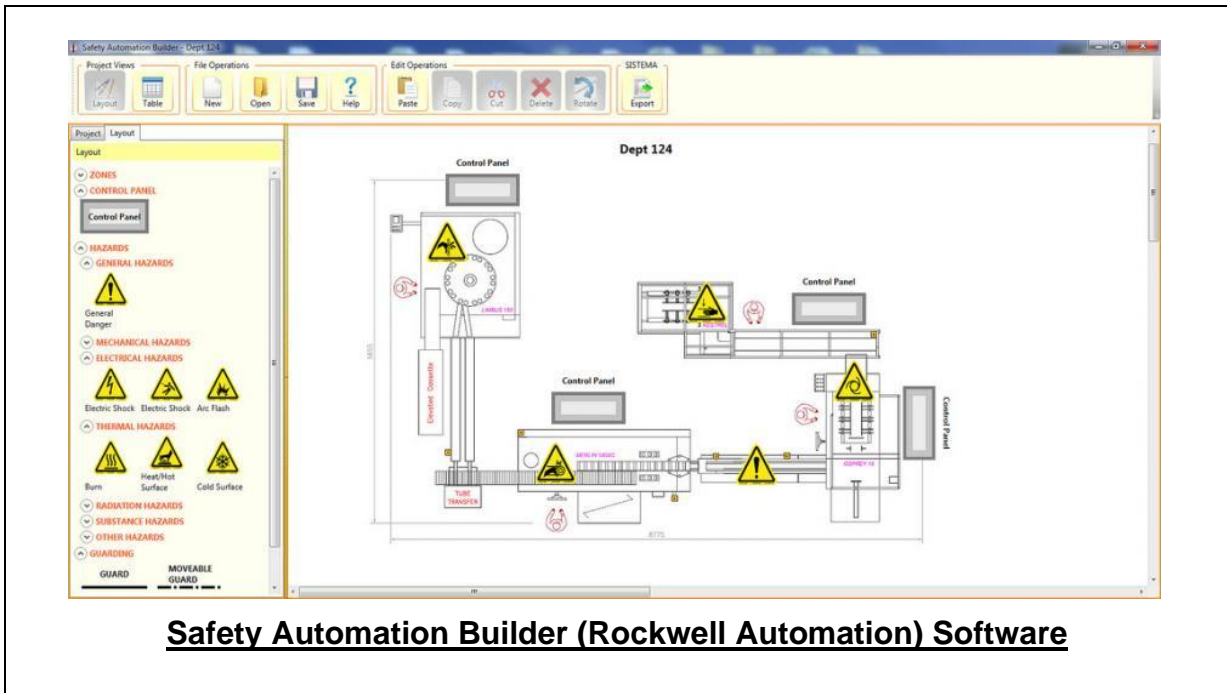 Safety Automation Builder - Dept 124
Project Views
File Operations
Edit Operations
SISTEMA
Layout
Table
New
Open
Save
Help
Paste
Copy
Cut
Delete
Rotate
Export
Project
Layout
Layout
ZONES
CONTROL PANEL
Control Panel
HAZARDS
GENERAL HAZARDS
General
Danger
MECHANICAL HAZARDS
ELECTRICAL HAZARDS
Electric Shock
Electric Shock
Arc Flash
THERMAL HAZARDS
Burn
Heat/Hot
Surface
Cold Surface
RADIATION HAZARDS
SUBSTANCE HAZARDS
OTHER HAZARDS
GUARDING
GUARD
MOVEABLE
GUARD
Dept 124
Control Panel
Control Panel
Control Panel
Control Panel
Elevated Cassette
TUBE
TRANSFER
8775
Safety Automation Builder (Rockwell Automation) Software